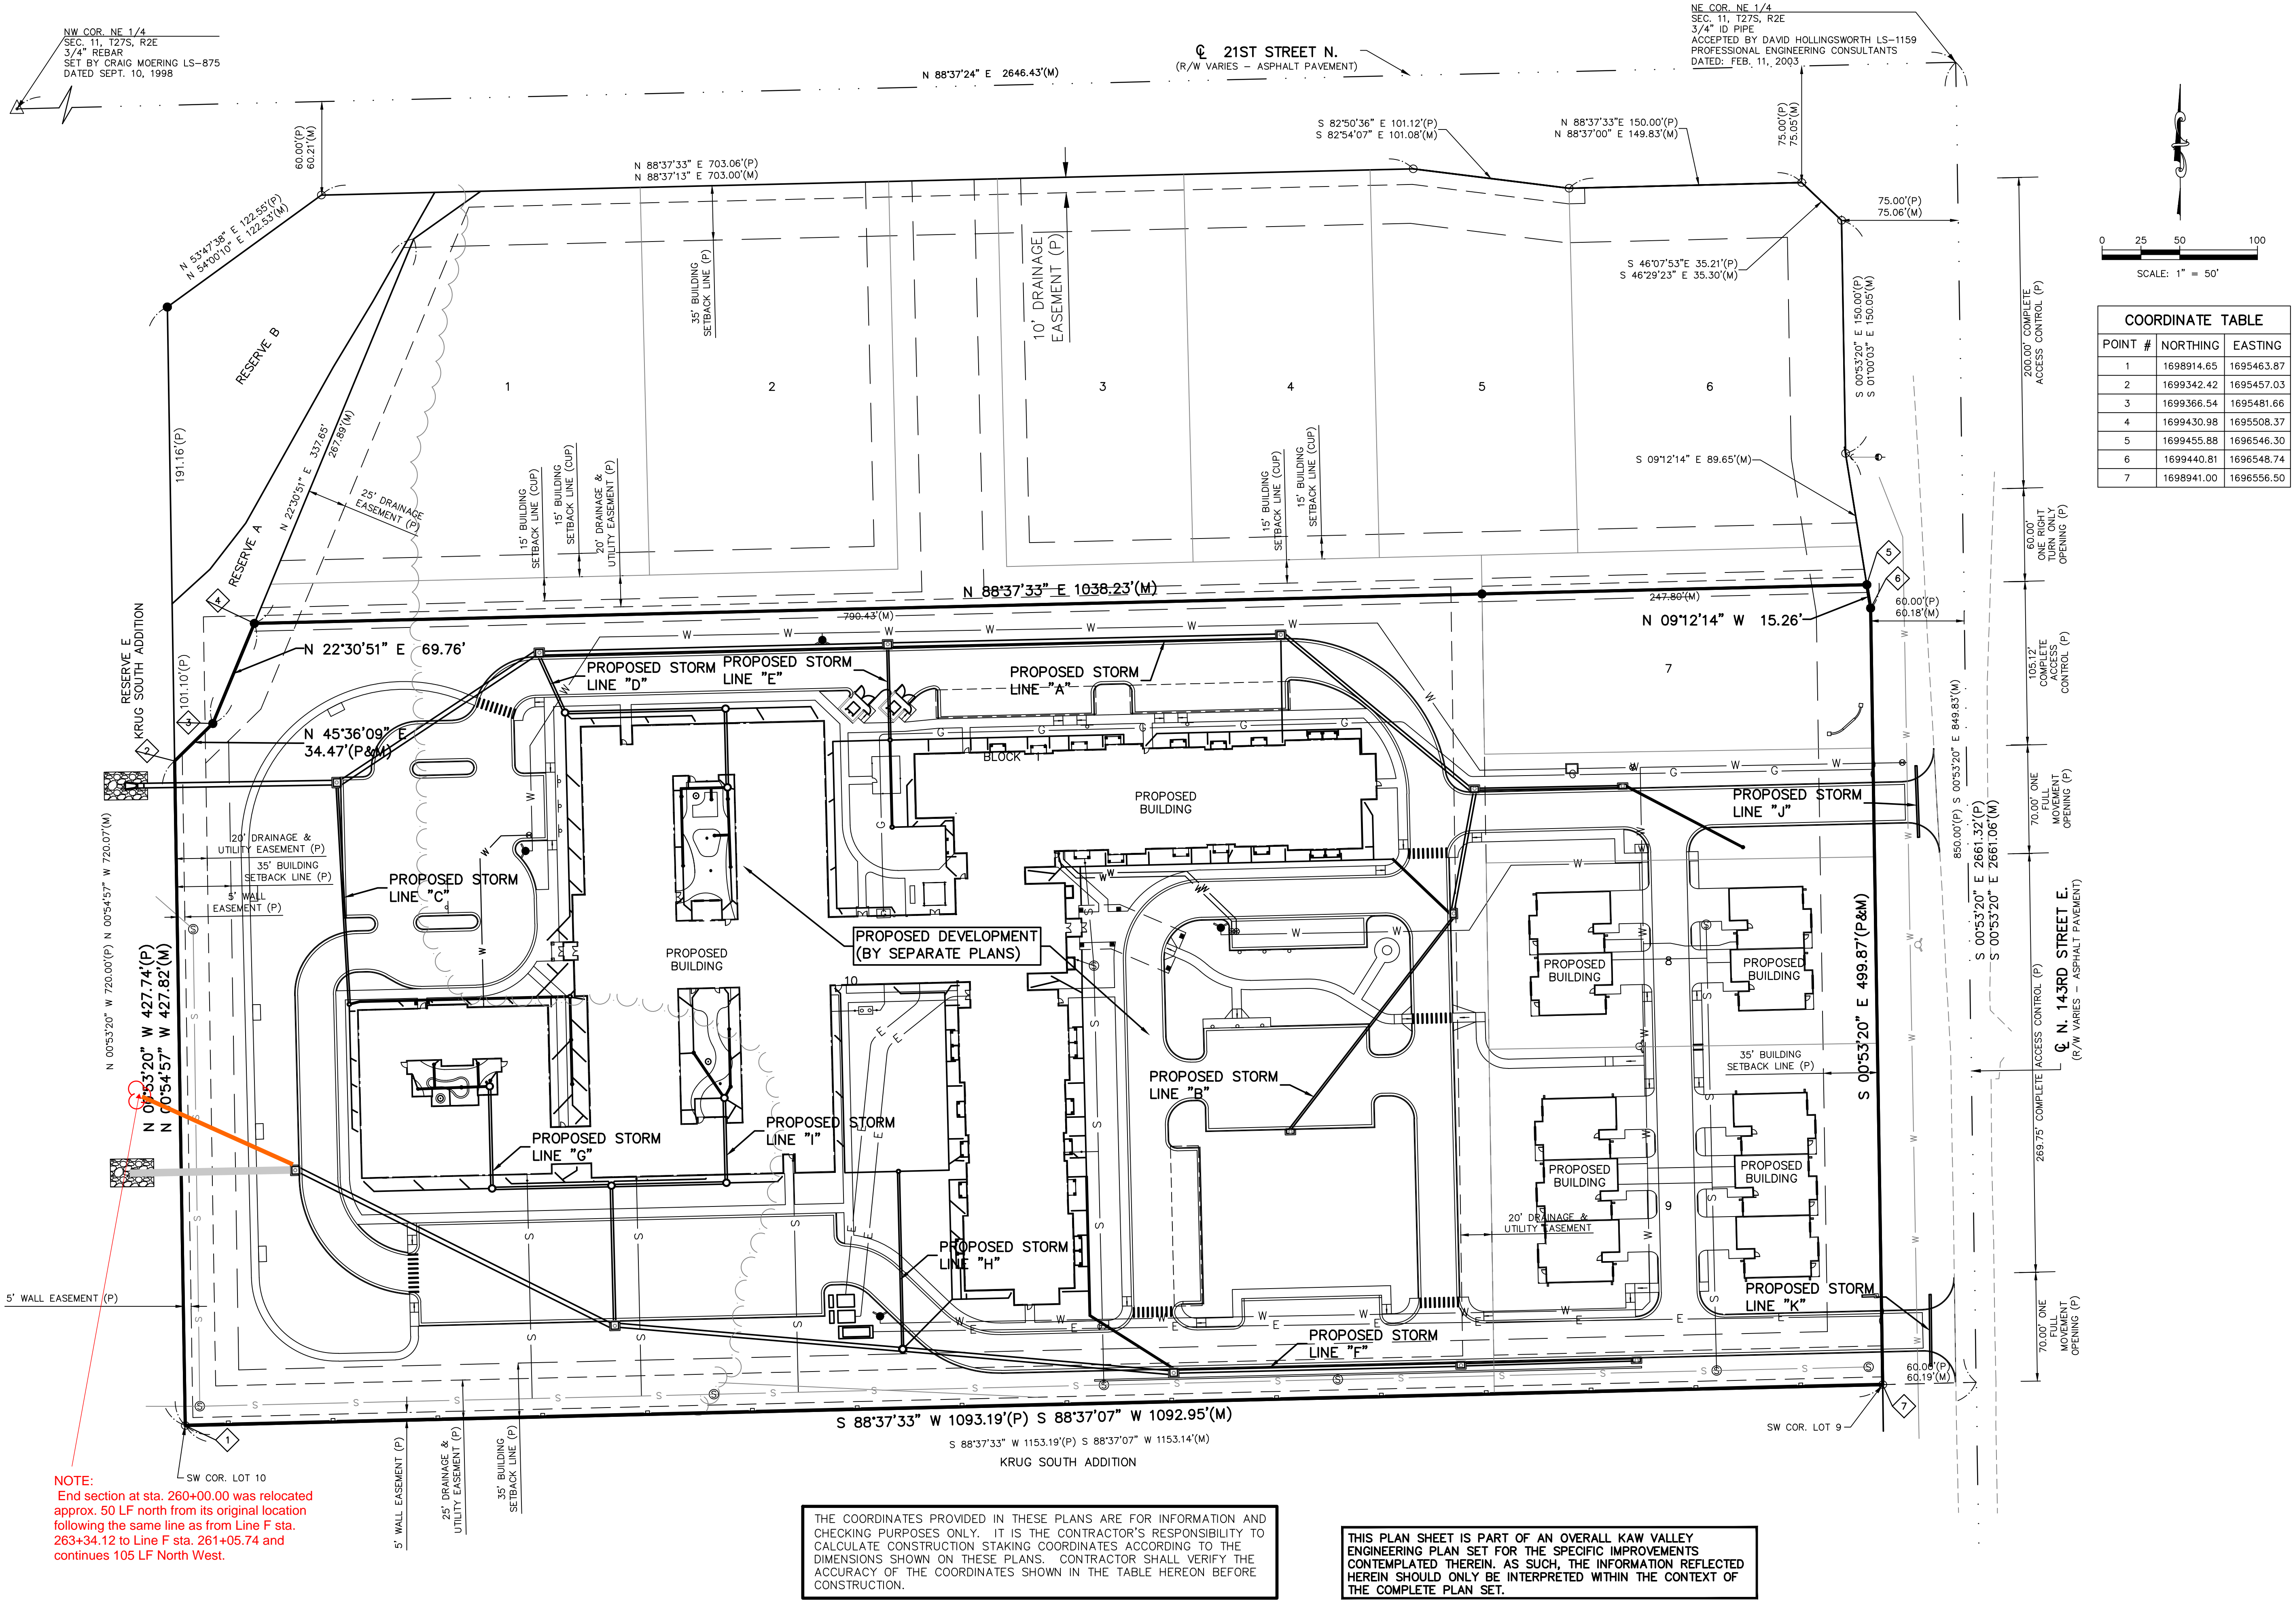 NW COR. NE 1/4
SEC. 11, T27S, R2E
3/4" REBAR
SET BY CRAIG MOERING LS-875
DATED SEPT. 10, 1998
N 88°37'24" E 2646.43'(M)
℄ 21ST STREET N.
(R/W VARIES - ASPHALT PAVEMENT)
NE COR. NE 1/4
SEC. 11, T27S, R2E
3/4" ID PIPE
ACCEPTED BY DAVID HOLLINGSWORTH LS-1159
PROFESSIONAL ENGINEERING CONSULTANTS
DATED: FEB. 11, 2003
60.00'(P)
60.21'(M)
N 88°37'33" E 703.06'(P)
N 88°37'13" E 703.00'(M)
S 82°50'36" E 101.12'(P)
S 82°54'07" E 101.08'(M)
N 88°37'33"E 150.00'(P)
N 88°37'00" E 149.83'(M)
75.00'(P)
75.05'(M)
75.00'(P)
75.06'(M)
N 53°47'38" E 122.55'(P)
N 54°00'10" E 122.53'(M)
35' BUILDING
SETBACK LINE (P)
10' DRAINAGE
EASEMENT (P)
S 46°07'53"E 35.21'(P)
S 46°29'23" E 35.30'(M)
S 00°53'20" E 150.00'(P)
S 01°00'03" E 150.05'(M)
200.00' COMPLETE
ACCESS CONTROL (P)
0 25 50 100
SCALE: 1" = 50'
COORDINATE TABLE
POINT # NORTHING EASTING
1 1698914.65 1695463.87
2 1699342.42 1695457.03
3 1699366.54 1695481.66
4 1699430.98 1695508.37
5 1699455.88 1696546.30
6 1699440.81 1696548.74
7 1698941.00 1696556.50
RESERVE B
1
2
3
4
5
6
191.16'(P)
N 22°30'51" E 337.65'
267.89'(M)
25' DRAINAGE
EASEMENT (P)
RESERVE A
15' BUILDING
SETBACK LINE (CUP)
15' BUILDING
SETBACK LINE (CUP)
20' DRAINAGE &
UTILITY EASEMENT (P)
15' BUILDING
SETBACK LINE (CUP)
15' BUILDING
SETBACK LINE (CUP)
S 09°12'14" E 89.65'(M)
60.00'
ONE RIGHT
TURN ONLY
OPENING (P)
5
6
4
N 88°37'33" E 1038.23'(M)
790.43'(M)
247.80'(M)
N 09°12'14" W 15.26'
60.00'(P)
60.18'(M)
RESERVE E
KRUG SOUTH ADDITION
101.10'(P)
N 22°30'51" E 69.76'
3
2
N 45°36'09" E
34.47'(P&M)
PROPOSED STORM
LINE "D"
PROPOSED STORM
LINE "E"
PROPOSED STORM
LINE "A"
7
105.12'
COMPLETE
ACCESS
CONTROL (P)
850.00'(P) S 00°53'20" E 849.83'(M)
BLOCK 1
PROPOSED
BUILDING
PROPOSED STORM
LINE "J"
70.00' ONE
FULL
MOVEMENT
OPENING (P)
S 00°53'20" E 2661.32'(P)
S 00°53'20" E 2661.06'(M)
20' DRAINAGE &
UTILITY EASEMENT (P)
35' BUILDING
SETBACK LINE (P)
5' WALL
EASEMENT (P)
PROPOSED STORM
LINE "C"
N 00°53'20" W 720.00'(P) N 00°54'57" W 720.07'(M)
N 00°53'20" W 427.74'(P)
N 00°54'57" W 427.82'(M)
PROPOSED
BUILDING
PROPOSED DEVELOPMENT
(BY SEPARATE PLANS)
10
PROPOSED
BUILDING
8
PROPOSED
BUILDING
S 00°53'20" E 499.87'(P&M)
℄ N. 143RD STREET E.
(R/W VARIES - ASPHALT PAVEMENT)
269.75' COMPLETE ACCESS CONTROL (P)
35' BUILDING
SETBACK LINE (P)
PROPOSED STORM
LINE "B"
PROPOSED STORM
LINE "G"
PROPOSED STORM
LINE "I"
PROPOSED
BUILDING
PROPOSED
BUILDING
9
20' DRAINAGE &
UTILITY EASEMENT
PROPOSED STORM
LINE "H"
PROPOSED STORM
LINE "K"
5' WALL EASEMENT (P)
PROPOSED STORM
LINE "F"
70.00' ONE
FULL
MOVEMENT
OPENING (P)
60.00'(P)
60.19'(M)
S 88°37'33" W 1093.19'(P) S 88°37'07" W 1092.95'(M)
S 88°37'33" W 1153.19'(P) S 88°37'07" W 1153.14'(M)
KRUG SOUTH ADDITION
1
SW COR. LOT 10
5' WALL EASEMENT (P)
25' DRAINAGE &
UTILITY EASEMENT (P)
35' BUILDING
SETBACK LINE (P)
SW COR. LOT 9
7
NOTE:
End section at sta. 260+00.00 was relocated
approx. 50 LF north from its original location
following the same line as from Line F sta.
263+34.12 to Line F sta. 261+05.74 and
continues 105 LF North West.
THE COORDINATES PROVIDED IN THESE PLANS ARE FOR INFORMATION AND
CHECKING PURPOSES ONLY. IT IS THE CONTRACTOR'S RESPONSIBILITY TO
CALCULATE CONSTRUCTION STAKING COORDINATES ACCORDING TO THE
DIMENSIONS SHOWN ON THESE PLANS. CONTRACTOR SHALL VERIFY THE
ACCURACY OF THE COORDINATES SHOWN IN THE TABLE HEREON BEFORE
CONSTRUCTION.
THIS PLAN SHEET IS PART OF AN OVERALL KAW VALLEY
ENGINEERING PLAN SET FOR THE SPECIFIC IMPROVEMENTS
CONTEMPLATED THEREIN. AS SUCH, THE INFORMATION REFLECTED
HEREIN SHOULD ONLY BE INTERPRETED WITHIN THE CONTEXT OF
THE COMPLETE PLAN SET.